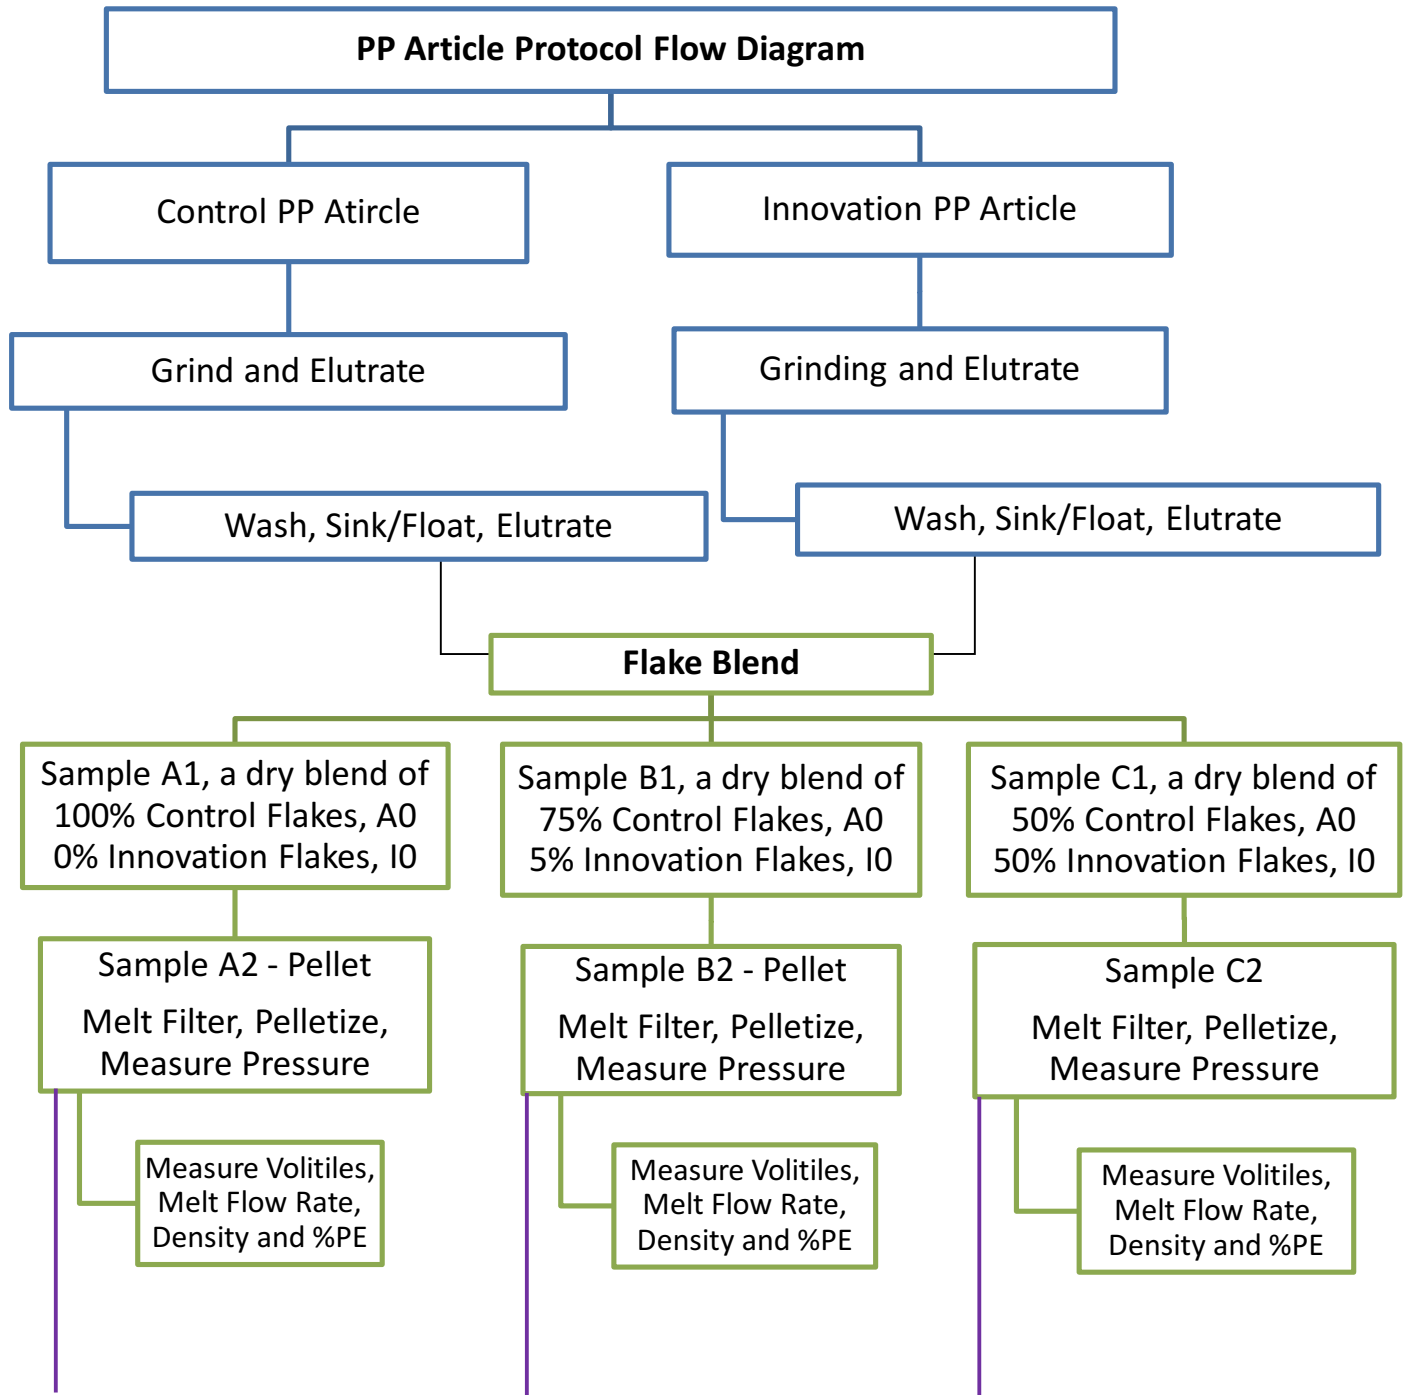 PP Article Protocol Flow Diagram
Control PP Atircle
Innovation PP Article
Grind and Elutrate
Grinding and Elutrate
Wash, Sink/Float, Elutrate
Wash, Sink/Float, Elutrate
Flake Blend
Sample A1, a dry blend of
100% Control Flakes, A0
0% Innovation Flakes, I0
Sample B1, a dry blend of
75% Control Flakes, A0
5% Innovation Flakes, I0
Sample C1, a dry blend of
50% Control Flakes, A0
50% Innovation Flakes, I0
Sample A2 - Pellet
Melt Filter, Pelletize,
Measure Pressure
Sample B2 - Pellet
Melt Filter, Pelletize,
Measure Pressure
Sample C2
Melt Filter, Pelletize,
Measure Pressure
Measure Volitiles,
Melt Flow Rate,
Density and %PE
Measure Volitiles,
Melt Flow Rate,
Density and %PE
Measure Volitiles,
Melt Flow Rate,
Density and %PE